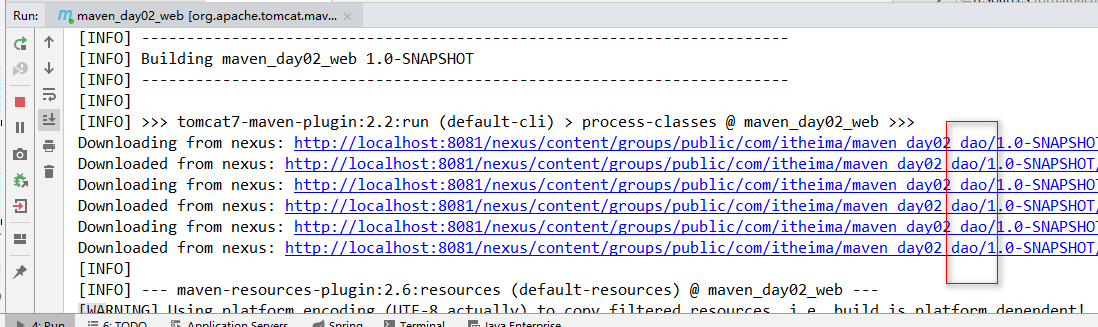 Run: maven_day02_web [org.apache.tomcat.mav... ×
[INFO] ------------------------------------------------------------------------
[INFO] Building maven_day02_web 1.0-SNAPSHOT
[INFO] ------------------------------------------------------------------------
[INFO]
[INFO] >>> tomcat7-maven-plugin:2.2:run (default-cli) > process-classes @ maven_day02_web >>>
Downloading from nexus: http://localhost:8081/nexus/content/groups/public/com/itheima/maven_day02_dao/1.0-SNAPSHOT
Downloaded from nexus: http://localhost:8081/nexus/content/groups/public/com/itheima/maven_day02_dao/1.0-SNAPSHOT/
Downloading from nexus: http://localhost:8081/nexus/content/groups/public/com/itheima/maven_day02_dao/1.0-SNAPSHOT
Downloaded from nexus: http://localhost:8081/nexus/content/groups/public/com/itheima/maven_day02_dao/1.0-SNAPSHOT/
Downloading from nexus: http://localhost:8081/nexus/content/groups/public/com/itheima/maven_day02_dao/1.0-SNAPSHOT
Downloaded from nexus: http://localhost:8081/nexus/content/groups/public/com/itheima/maven_day02_dao/1.0-SNAPSHOT/
[INFO]
[INFO] --- maven-resources-plugin:2.6:resources (default-resources) @ maven_day02_web ---
[WARNING] Using platform encoding (UTF-8 actually) to copy filtered resources, i.e. build is platform dependent!
4: Run 6: TODO Application Servers Spring Terminal Java Enterprise